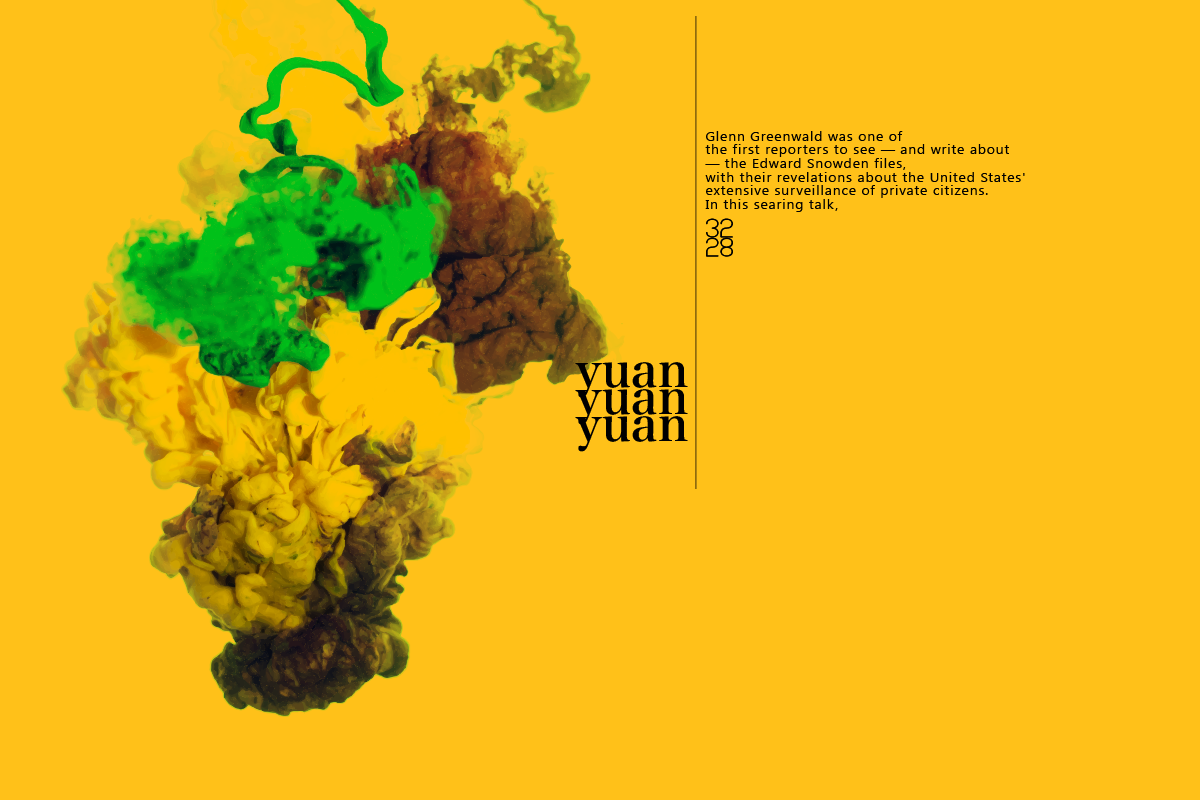 Glenn Greenwald was one of
the first reporters to see — and write about
— the Edward Snowden files,
with their revelations about the United States'
extensive surveillance of private citizens.
In this searing talk,
32
28
yuan
yuan
yuan